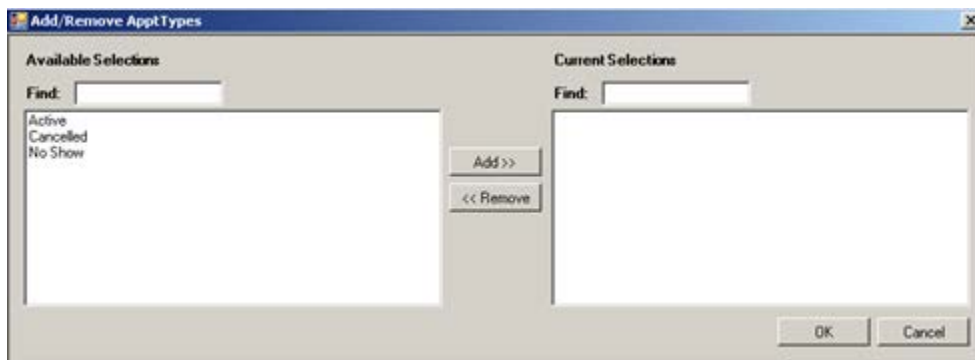 Add/Remove ApptTypes
Available Selections
Current Selections
Find:
Find:
Active
Cancelled
No Show
Add >>
<< Remove
OK
Cancel